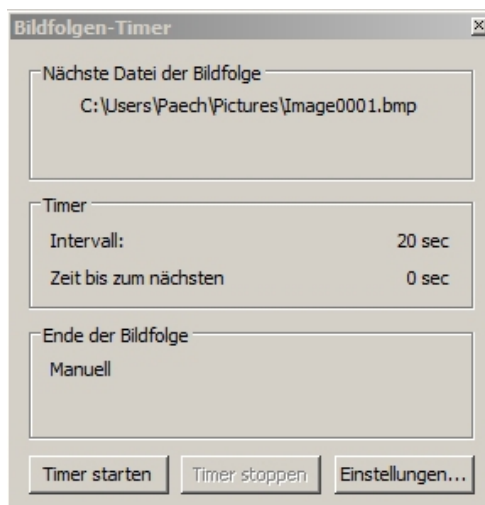 Bildfolgen-Timer
Nächste Datei der Bildfolge
C:\Users\Paech\Pictures\Image0001.bmp
Timer
Intervall: 20 sec
Zeit bis zum nächsten 0 sec
Ende der Bildfolge
Manuell
Timer starten Timer stoppen Einstellungen...